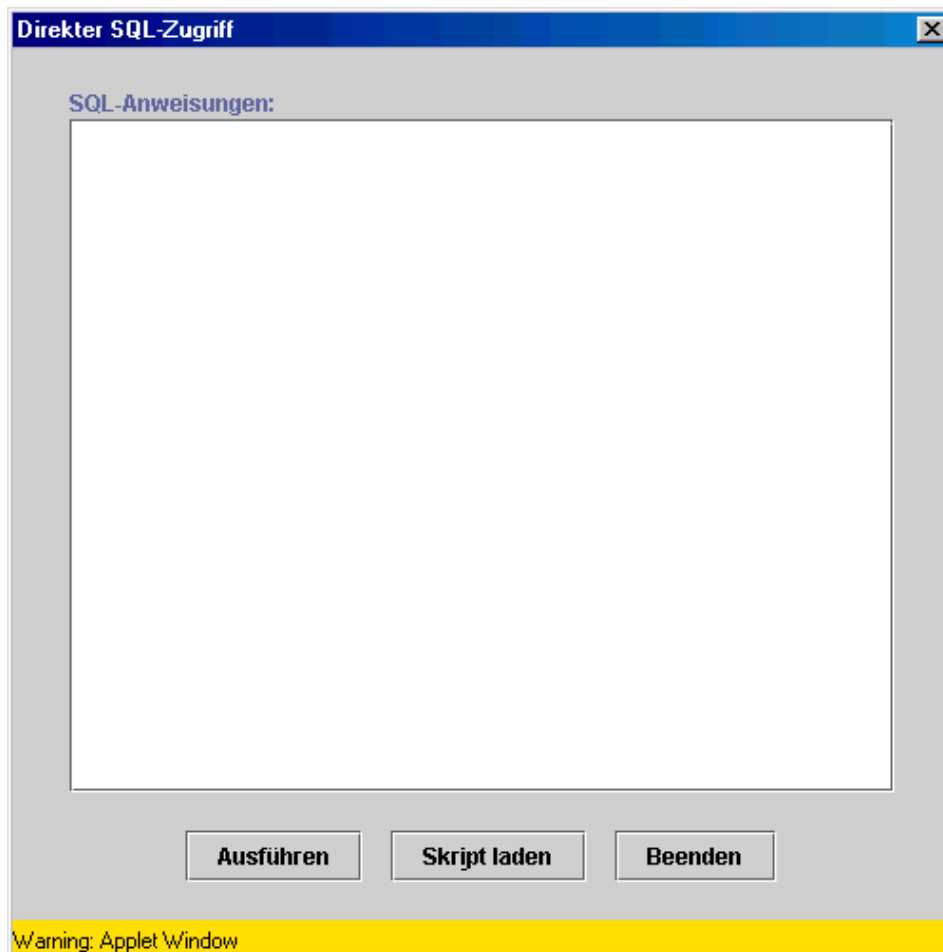 Direkter SQL-Zugriff
SQL-Anweisungen:
Ausführen Skript laden Beenden
Warning: Applet Window